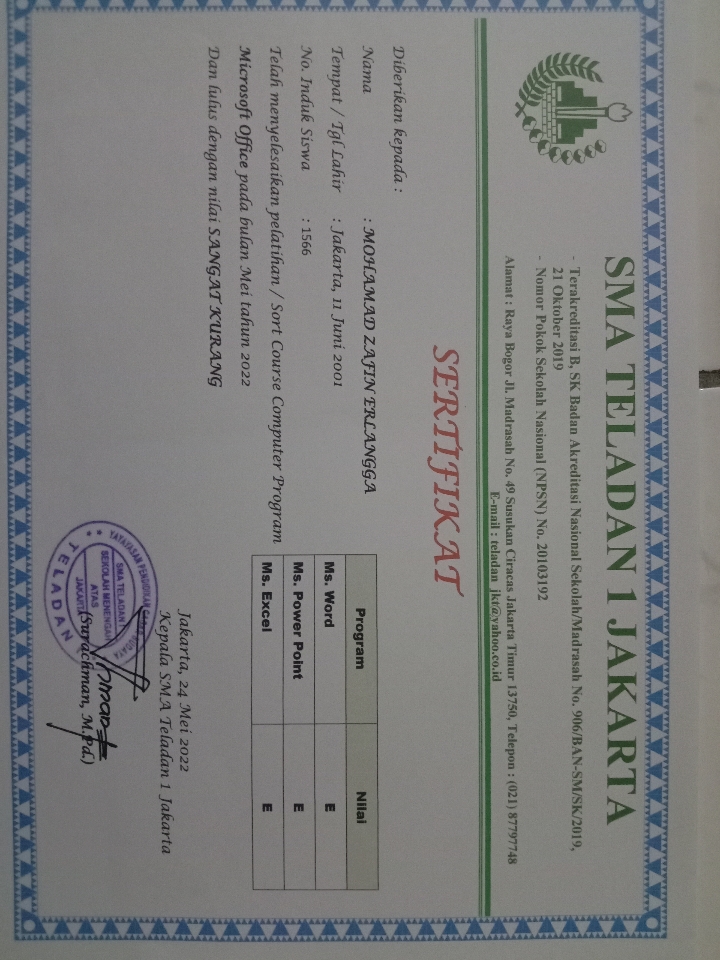 SMA TELADAN 1 JAKARTA
- Terakreditasi B, SK Badan Akreditasi Nasional Sekolah/Madrasah No. 906/BAN-SM/SK/2019,
21 Oktober 2019
- Nomor Pokok Sekolah Nasional (NPSN) No. 20103192
Alamat : Raya Bogor Jl. Madrasah No. 49 Susukan Ciracas Jakarta Timur 13750, Telepon : (021) 87797748
E-mail : teladan_jkt@yahoo.co.id
SERTIFIKAT
Diberikan kepada :
Nama : MOHAMAD ZAFIN ERLANGGA
Tempat / Tgl Lahir : Jakarta, 11 Juni 2001
No. Induk Siswa : 1566
Telah menyelesaikan pelatihan / Sort Course Computer Program
Microsoft Office pada bulan Mei tahun 2022
Dan lulus dengan nilai SANGAT KURANG
Program Nilai
Ms. Word E
Ms. Power Point E
Ms. Excel E
Jakarta, 24 Mei 2022
Kepala SMA Teladan 1 Jakarta
YAYASAN PENDIDIKAN
SMA TELADAN 1
SEKOLAH MENENGAH
ATAS
JAKARTA
TELADAN
(Surachman, M.Pd.)